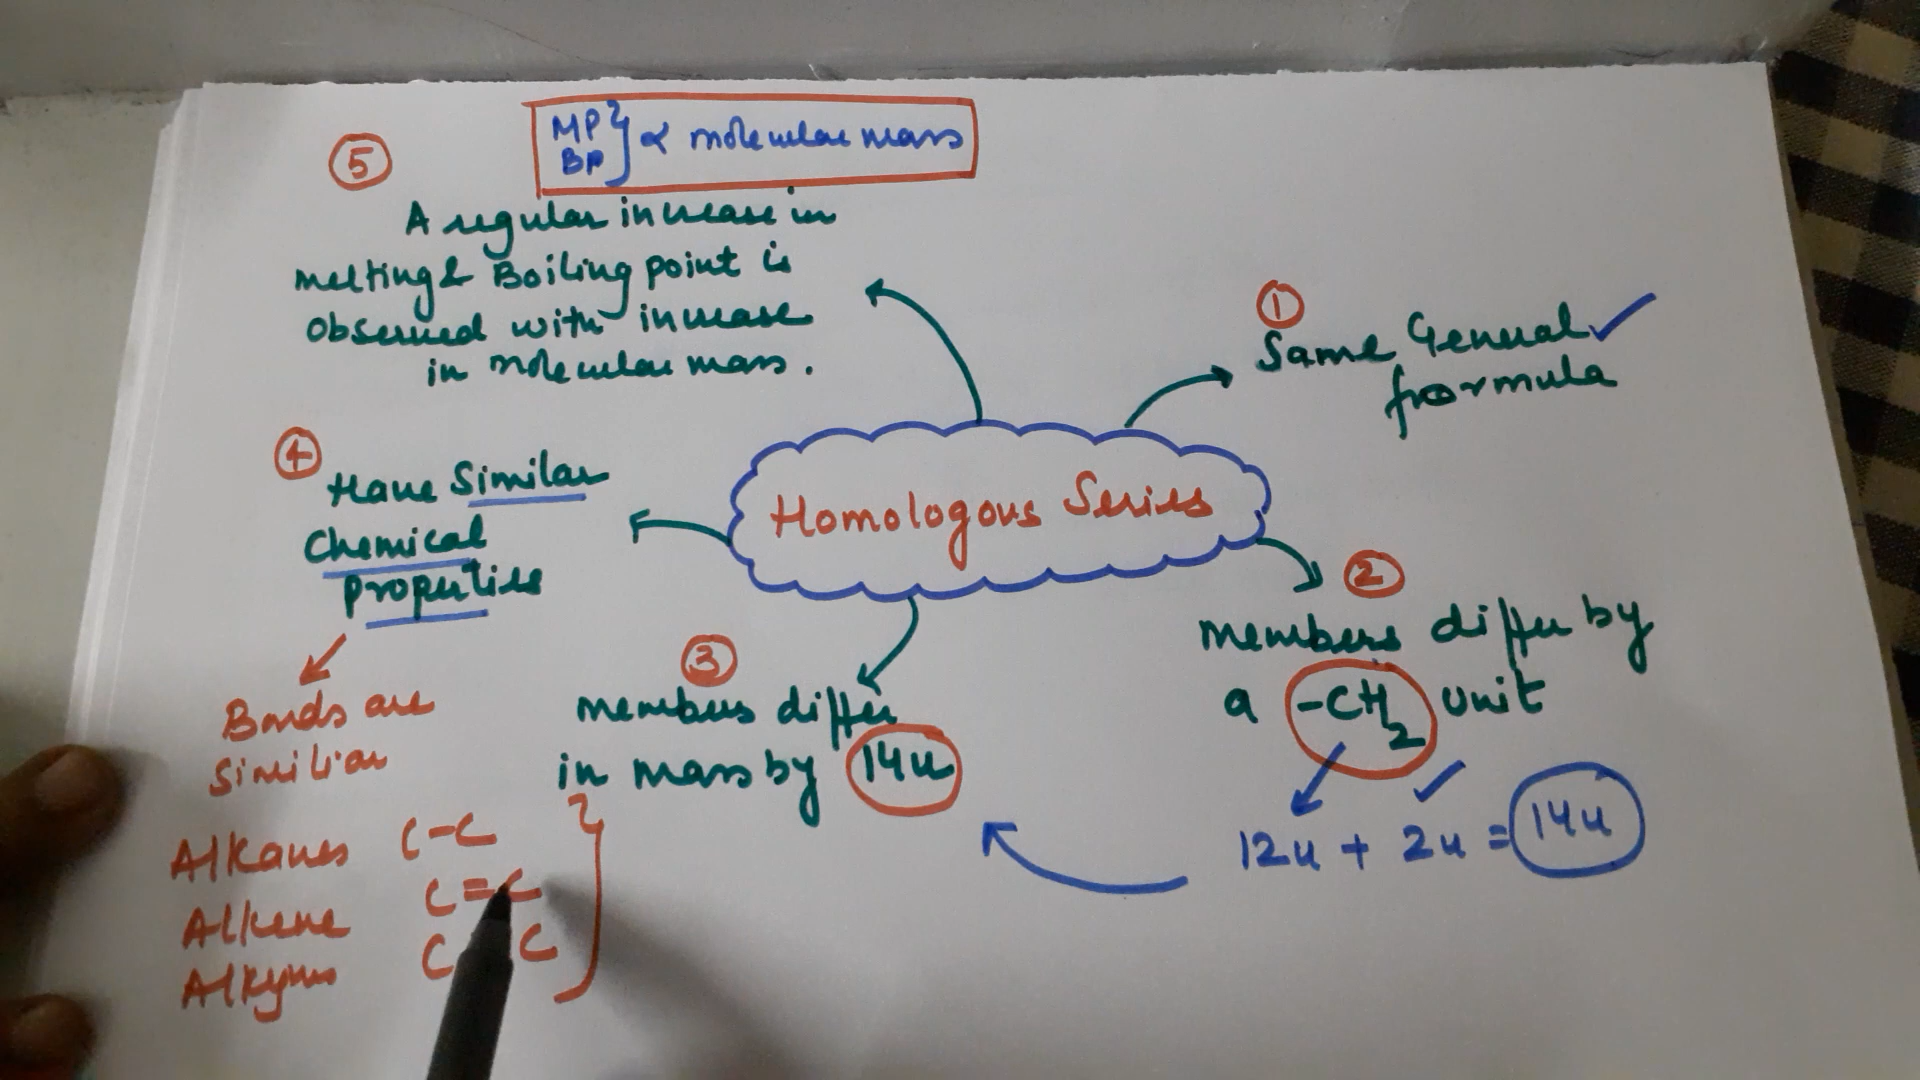 Homologous Series
①
Same General
formula
②
members differ by
a -CH2 unit
12u + 2u = 14u
③
members differ
in mass by 14u
④
Have Similar
Chemical
properties
Bonds are
similiar
Alkanes C-C
Alkene C=C
Alkynes C C
⑤
MP
BP } ∝ molecular mass
A regular increase in
melting & Boiling point is
observed with increase
in molecular mass.